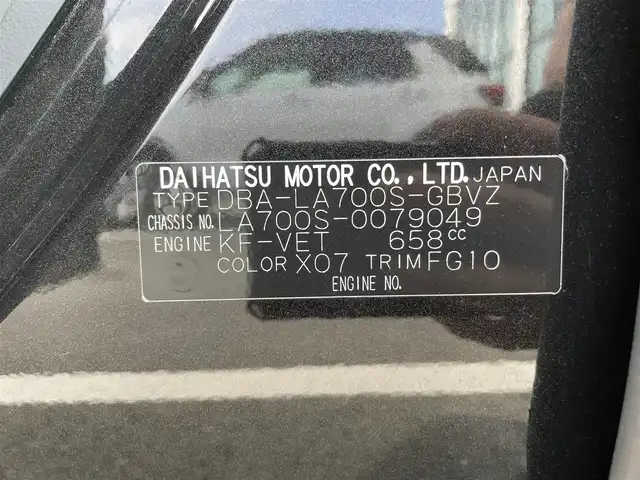 DAIHATSU MOTOR CO., LTD. JAPAN
TYPE DBA-LA700S-GBVZ
CHASSIS NO. LA700S-0079049
ENGINE KF-VET 658cc
COLOR X07 TRIM FG10
ENGINE NO.